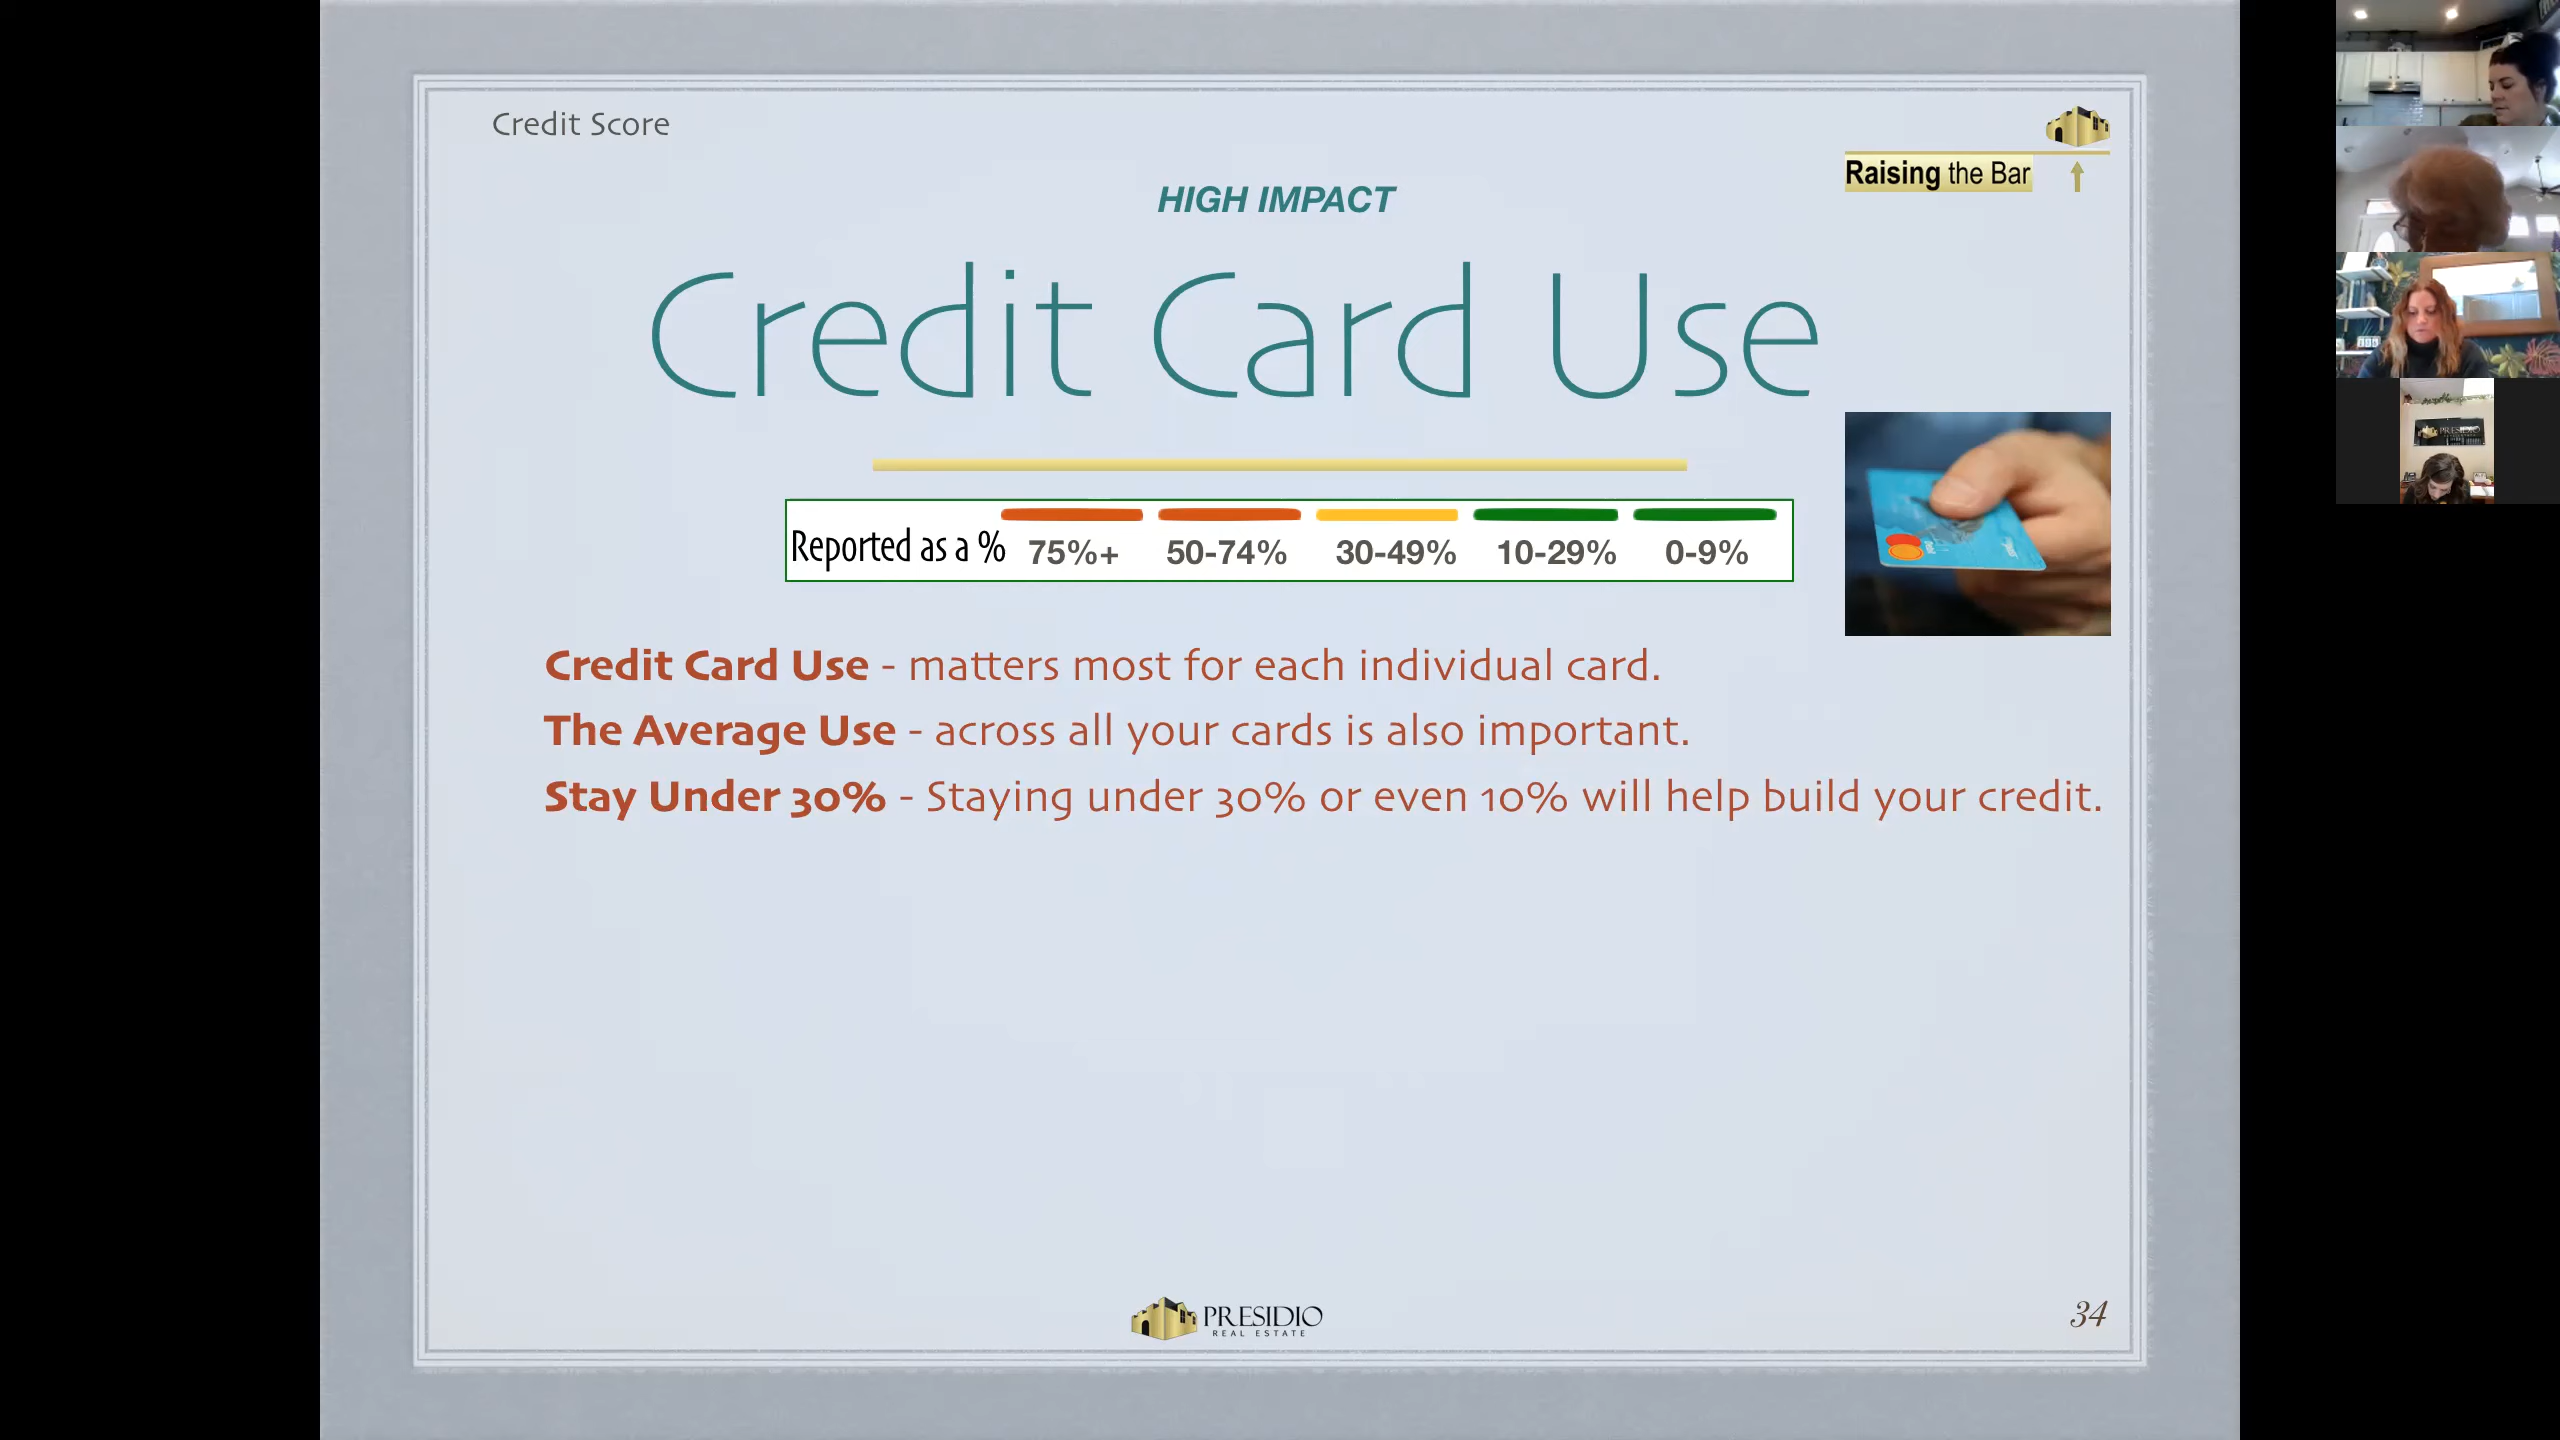 Credit Score
Raising the Bar
HIGH IMPACT
Credit Card Use
Reported as a % 75%+ 50-74% 30-49% 10-29% 0-9%
Credit Card Use - matters most for each individual card.
The Average Use - across all your cards is also important.
Stay Under 30% - Staying under 30% or even 10% will help build your credit.
PRESIDIO
REAL ESTATE
34
PRESIDIO